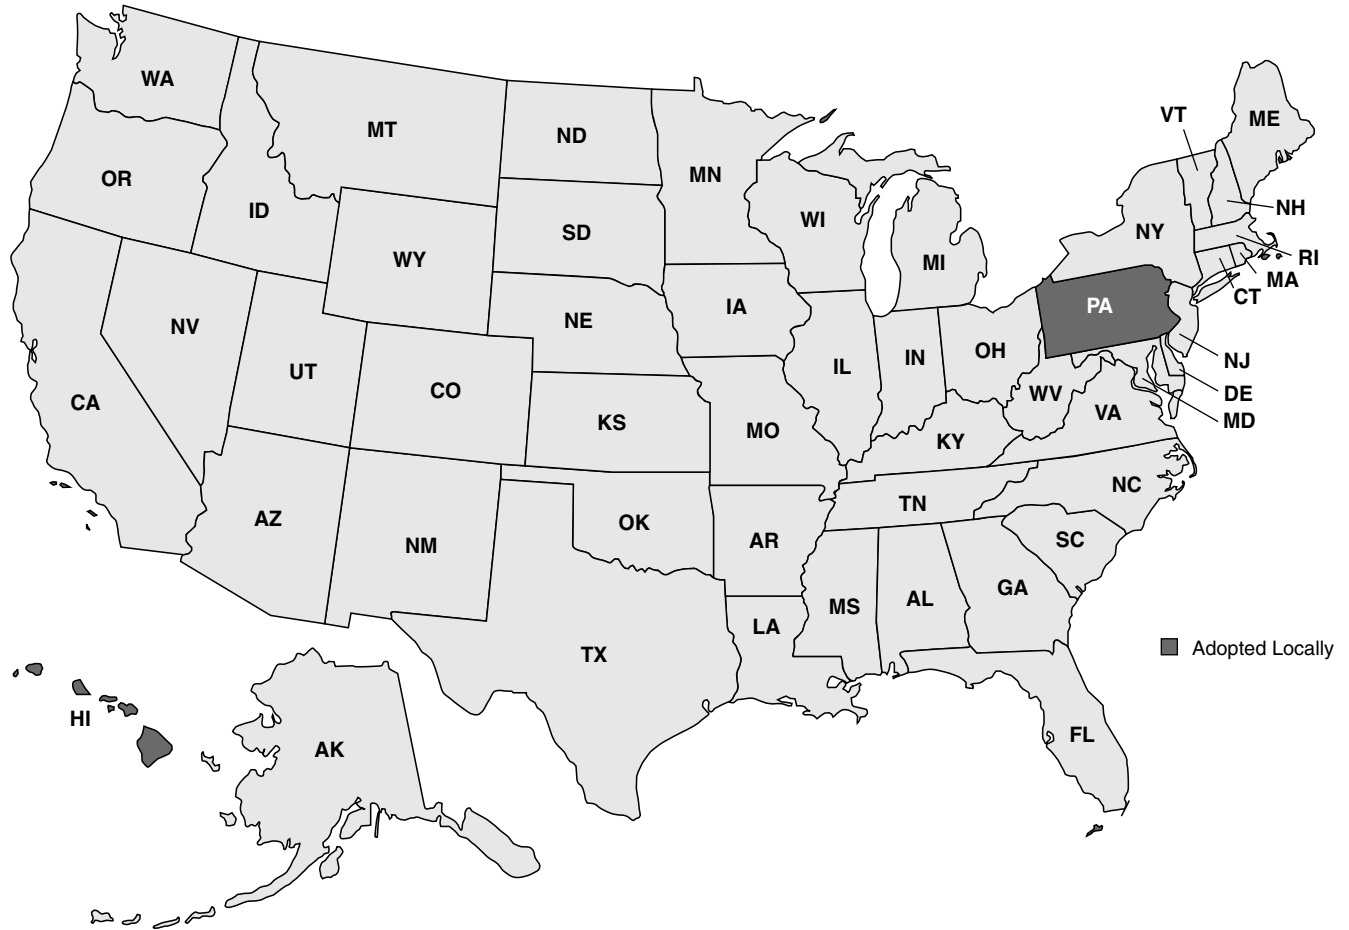 WA
MT
ND
MN
VT
ME
OR
ID
SD
WI
NY
NH
WY
MI
RI
MA
CT
NV
NE
IA
PA
UT
CO
IL
IN
OH
NJ
CA
KS
MO
WV
VA
DE
MD
KY
AZ
NM
OK
AR
TN
NC
SC
MS
AL
GA
LA
TX
Adopted Locally
HI
AK
FL